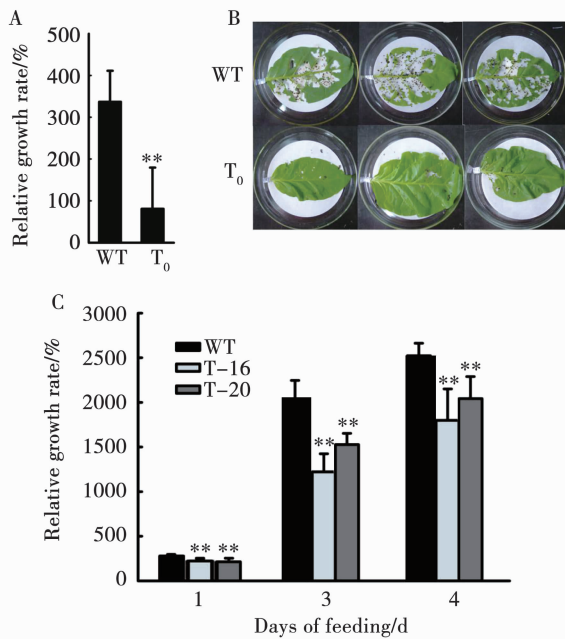 A
Relative growth rate/%
500
400
300
300
100
0
**
WT
T₀
B
WT
T₀
C
Relative growth rate/%
3000
2500
2000
1500
1000
500
0
WT
T-16
T-20
** **
** **
** **
1 3 4
Days of feeding/d